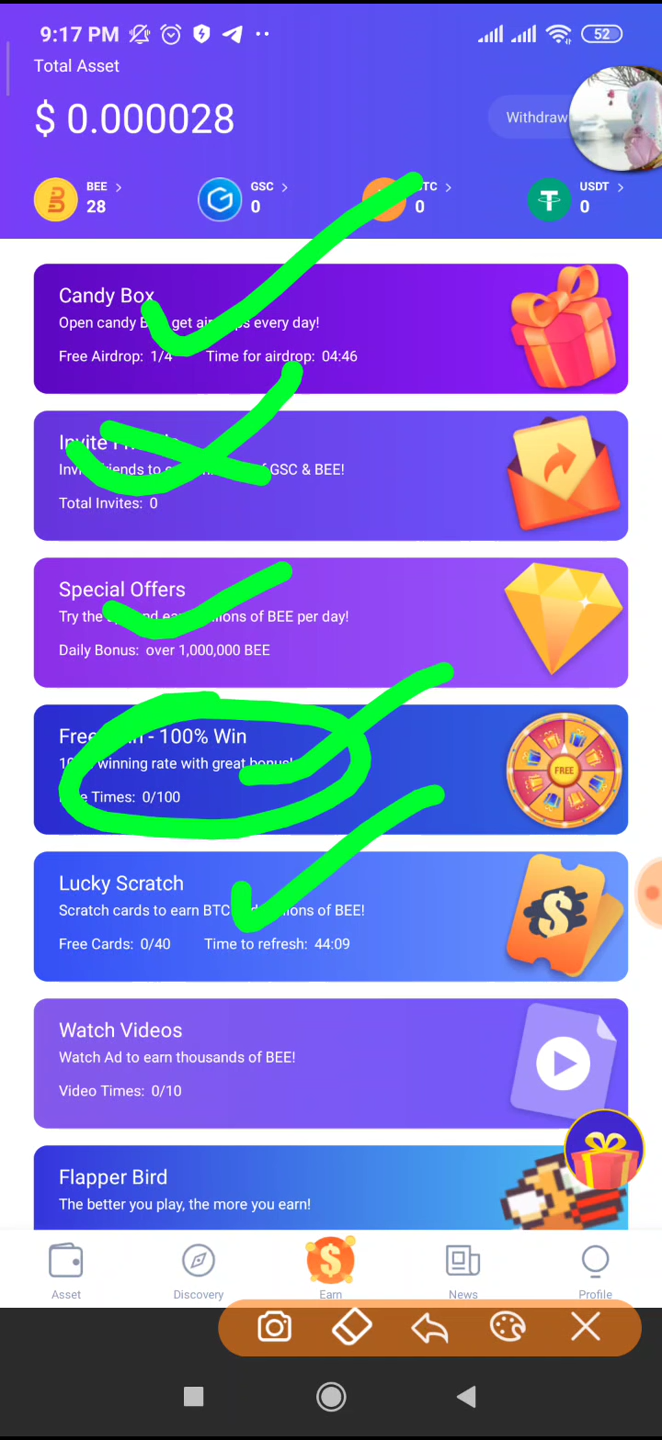 9:17 PM
52
Total Asset
$ 0.000028
Withdraw
BEE
28
GSC
0
0
USDT
0
Candy Box
Open candy get every day!
Free Airdrop: 1/4 Time for airdrop: 04:46
Invite
to GSC & BEE!
Total Invites: 0
Special Offers
Try the of BEE per day!
Daily Bonus: over 1,000,000 BEE
- 100% Win
winning rate with great
Times: 0/100
FREE
Lucky Scratch
Scratch cards to earn BTC of BEE!
Free Cards: 0/40 Time to refresh: 44:09
Watch Videos
Watch Ad to earn thousands of BEE!
Video Times: 0/10
Flapper Bird
The better you play, the more you earn!
Asset
Discovery
Earn
News
Profile